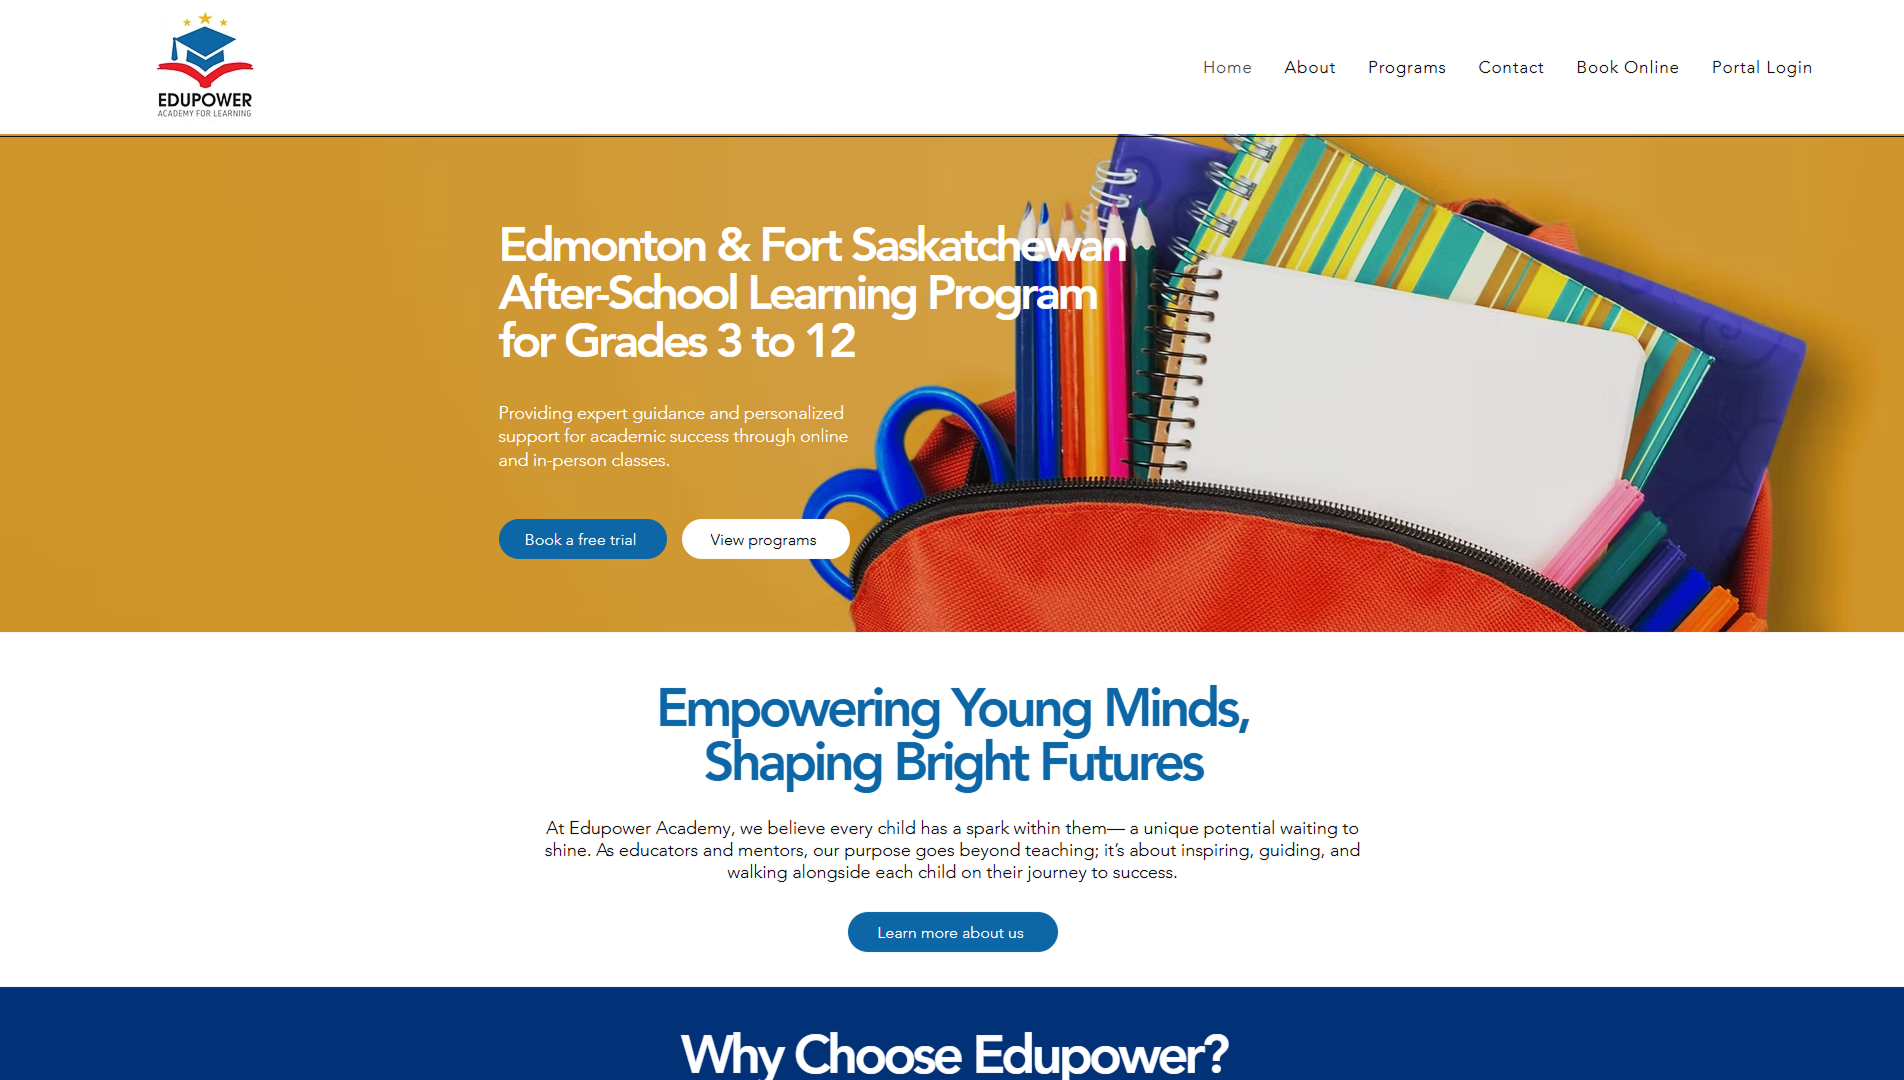 EDUPOWER
ACADEMY FOR LEARNING
Home
About
Programs
Contact
Book Online
Portal Login
Edmonton & Fort Saskatchewan
After-School Learning Program
for Grades 3 to 12
Providing expert guidance and personalized
support for academic success through online
and in-person classes.
Book a free trial
View programs
Empowering Young Minds,
Shaping Bright Futures
At Edupower Academy, we believe every child has a spark within them— a unique potential waiting to
shine. As educators and mentors, our purpose goes beyond teaching; it’s about inspiring, guiding, and
walking alongside each child on their journey to success.
Learn more about us
Why Choose Edupower?